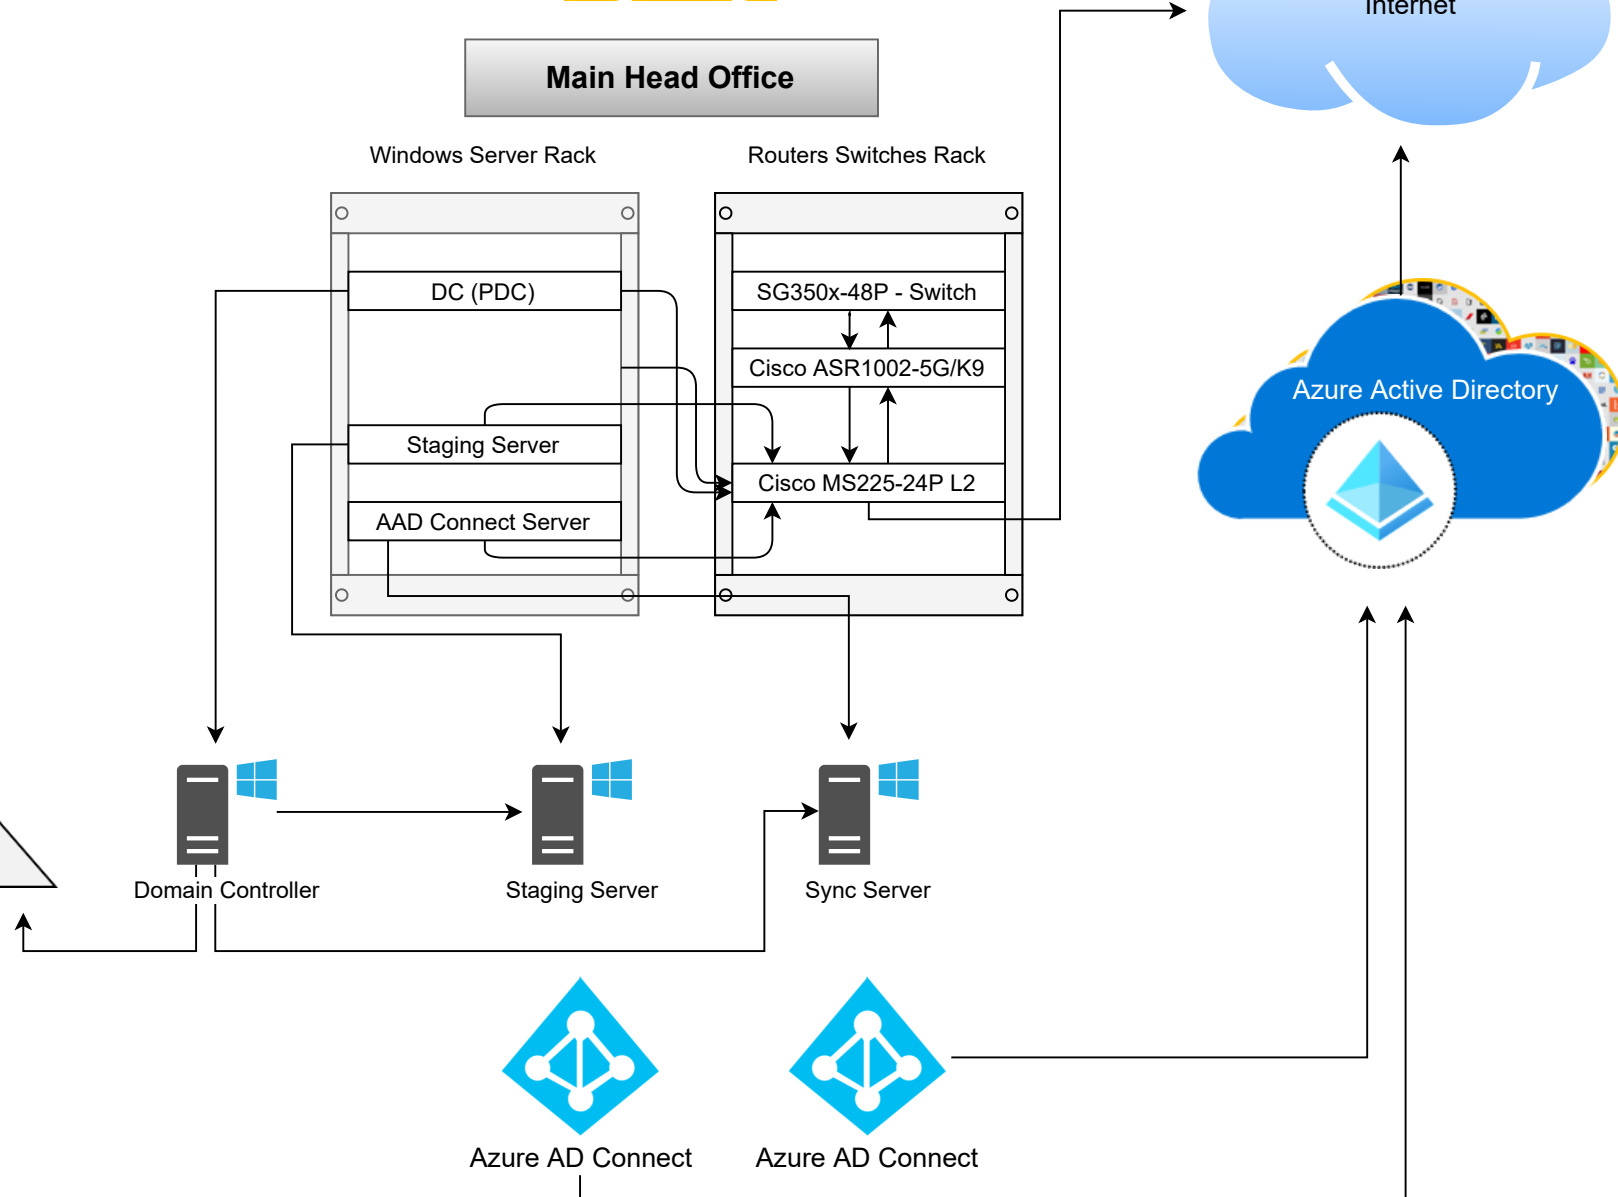 Internet
Main Head Office
Windows Server Rack
Routers Switches Rack
DC (PDC)
SG350x-48P - Switch
Cisco ASR1002-5G/K9
Azure Active Directory
Staging Server
Cisco MS225-24P L2
AAD Connect Server
Domain Controller
Staging Server
Sync Server
Azure AD Connect
Azure AD Connect